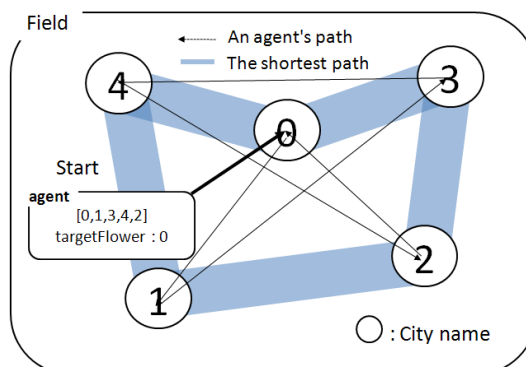 Field
An agent's path
The shortest path
4
3
0
Start
agent
[0,1,3,4,2]
targetFlower : 0
2
1
: City name